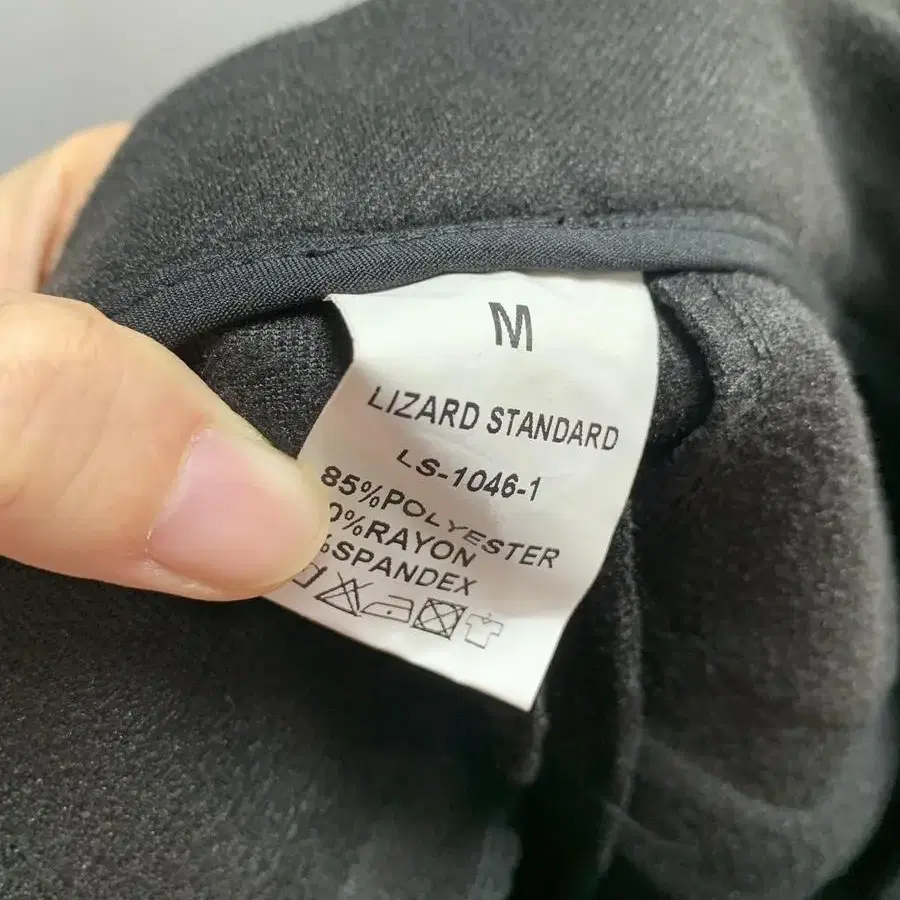 M
LIZARD STANDARD
LS-1046-1
85%POLYESTER
0%RAYON
%SPANDEX